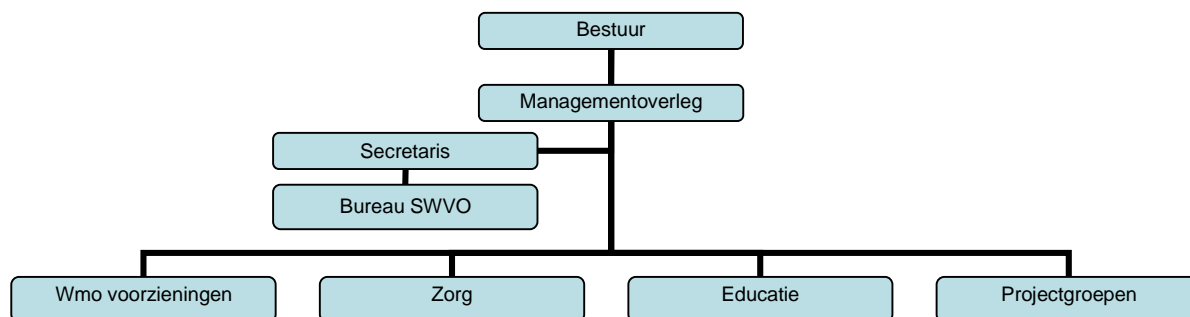 Bestuur
Managementoverleg
Secretaris
Bureau SWVO
Wmo voorzieningen
Zorg
Educatie
Projectgroepen